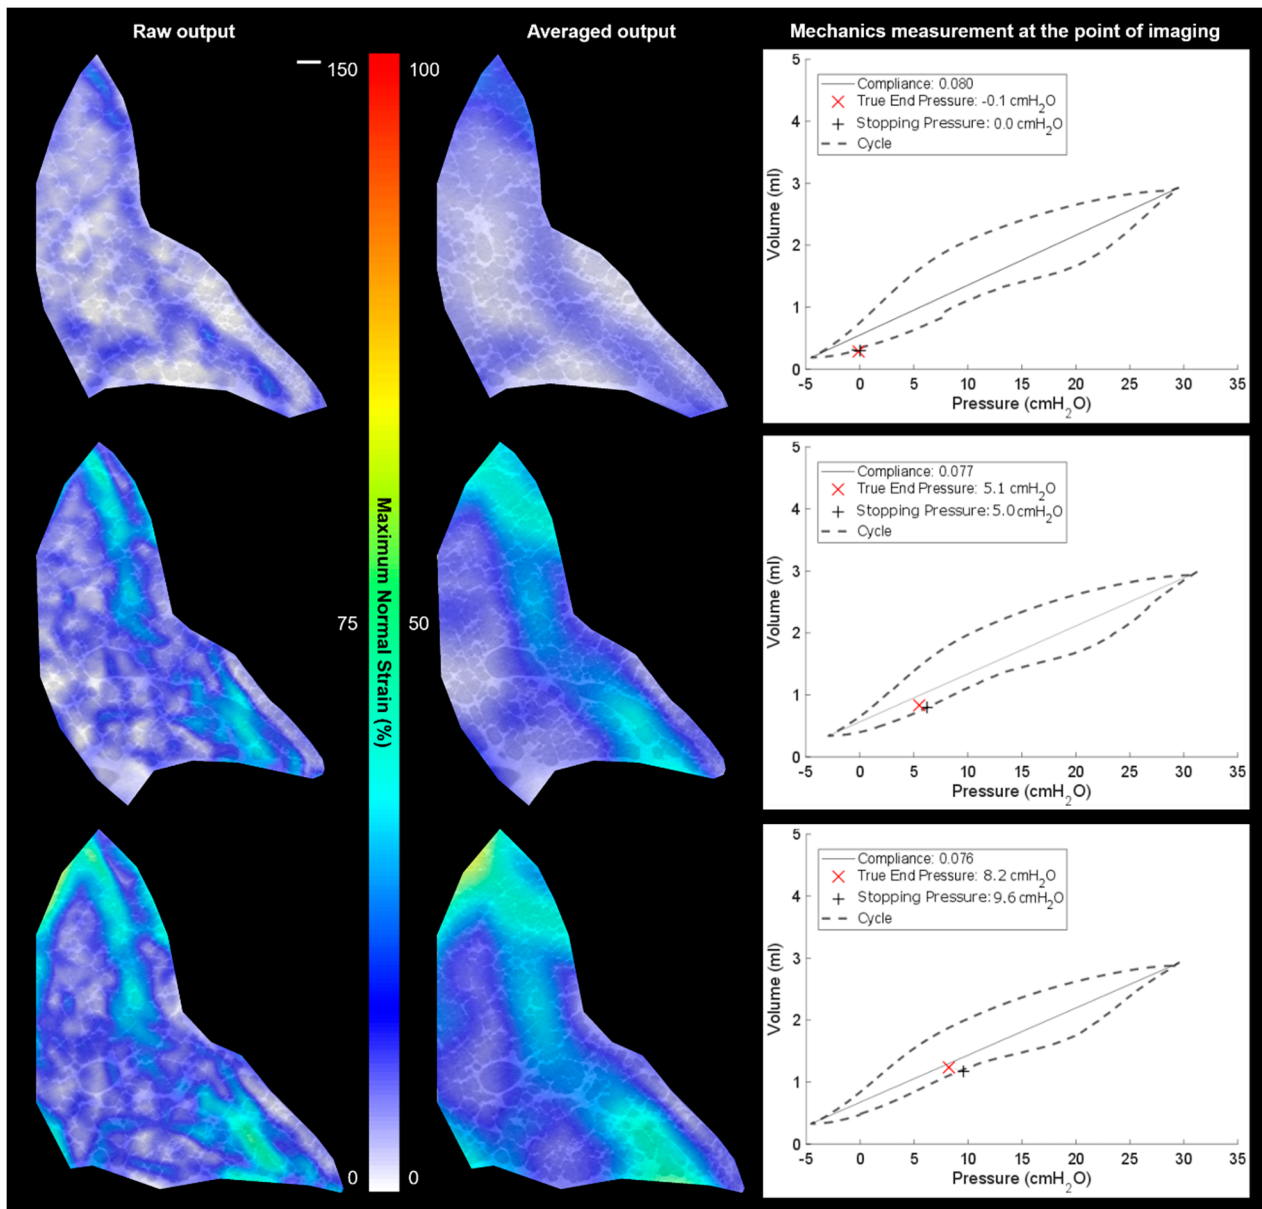 Raw output
Averaged output
Mechanics measurement at the point of imaging
150
100
75
50
0
0
Maximum Normal Strain (%)
Compliance: 0.080
True End Pressure: -0.1 cmH2O
Stopping Pressure: 0.0 cmH2O
Cycle
Volume (ml)
5
4
3
2
1
0
-5 0 5 10 15 20 25 30 35
Pressure (cmH2O)
Compliance: 0.077
True End Pressure: 5.1 cmH2O
Stopping Pressure: 5.0 cmH2O
Cycle
Volume (ml)
5
4
3
2
1
0
-5 0 5 10 15 20 25 30 35
Pressure (cmH2O)
Compliance: 0.076
True End Pressure: 8.2 cmH2O
Stopping Pressure: 9.6 cmH2O
Cycle
Volume (ml)
5
4
3
2
1
0
-5 0 5 10 15 20 25 30 35
Pressure (cmH2O)